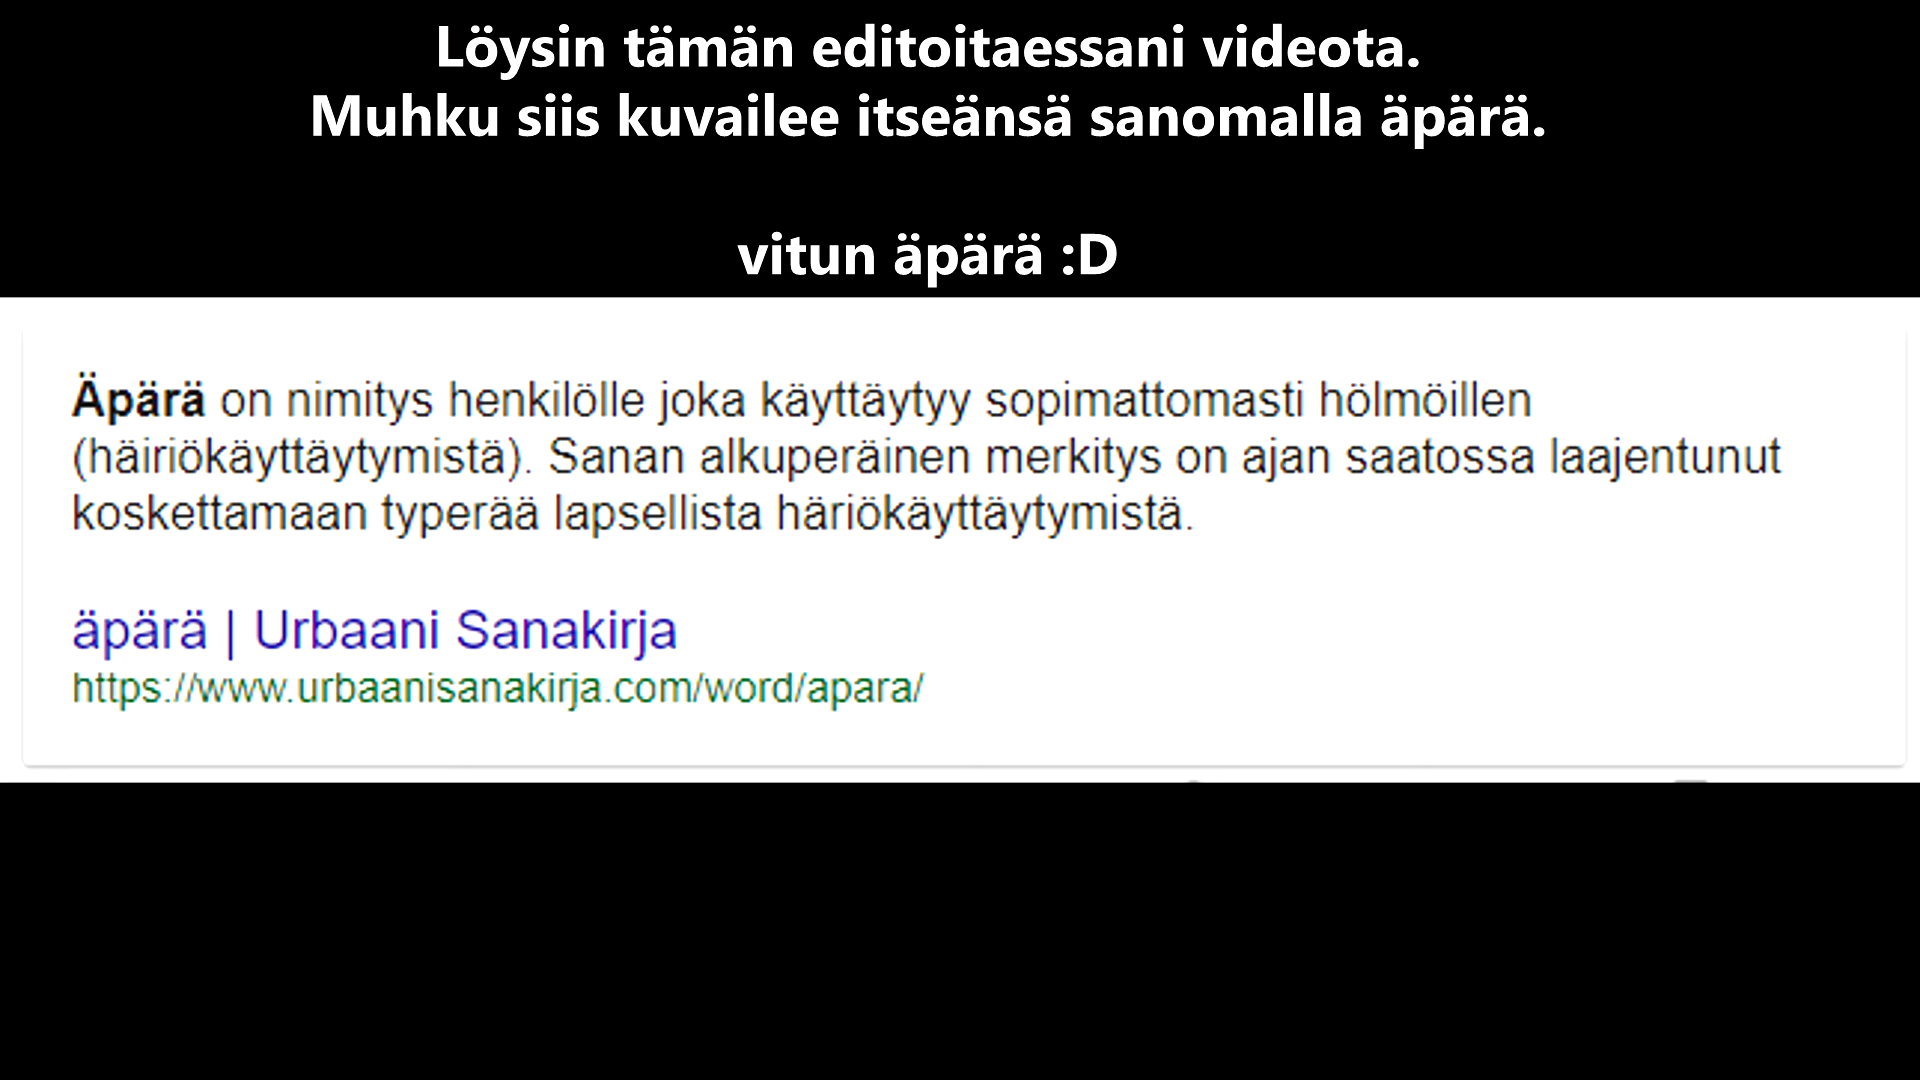 Löysin tämän editoitaessani videota.
Muhku siis kuvailee itseänsä sanomalla äpärä.
vitun äpärä :D
Äpärä on nimitys henkilölle joka käyttäytyy sopimattomasti hölmöillen
(häiriökäyttäytymistä). Sanan alkuperäinen merkitys on ajan saatossa laajentunut
koskettamaan typerää lapsellista häriökäyttäytymistä.
äpärä | Urbaani Sanakirja
https://www.urbaanisanakirja.com/word/apara/